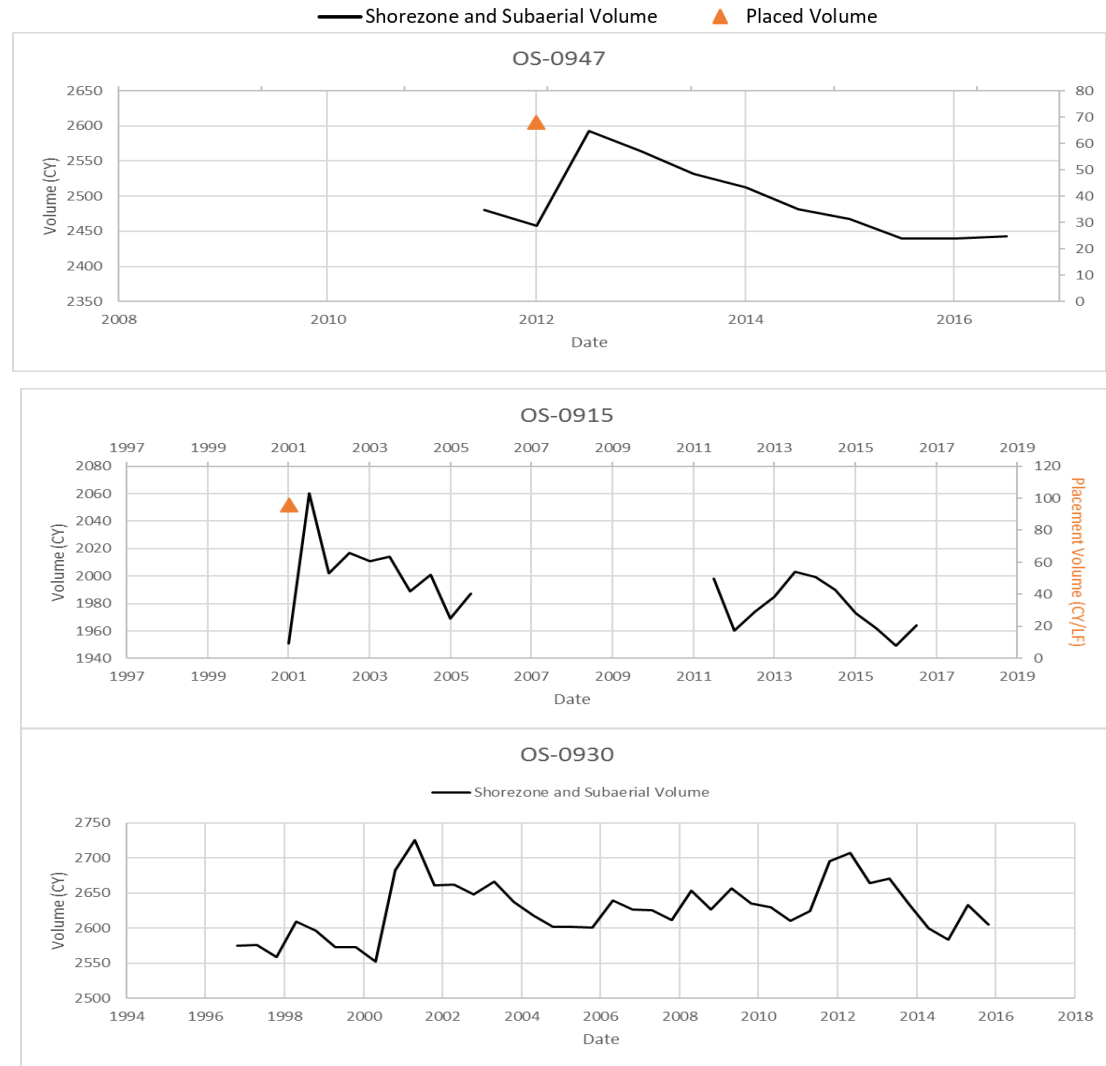 Shorezone and Subaerial Volume Placed Volume
OS-0947
2650 80
2600 70
60
2550 50
2500 40
2450 30
20
2400 10
2350 0
Volume (CY)
2008 2010 2012 2014 2016
Date
OS-0915
1997 1999 2001 2003 2005 2007 2009 2011 2013 2015 2017 2019
2080 120
2060 100
2040
2020 80
2000 60
1980 40
1960 20
1940 0
Volume (CY)
Placement Volume (CY/LF)
1997 1999 2001 2003 2005 2007 2009 2011 2013 2015 2017 2019
Date
OS-0930
Shorezone and Subaerial Volume
2750
2700
2650
2600
2550
2500
Volume (CY)
1994 1996 1998 2000 2002 2004 2006 2008 2010 2012 2014 2016 2018
Date